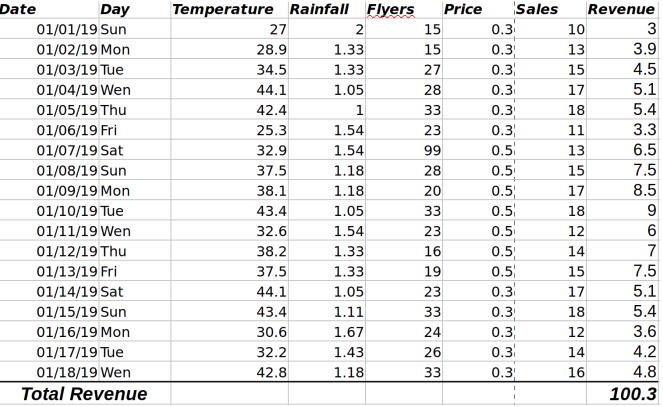 Date Day Temperature Rainfall Flyers Price Sales Revenue
01/01/19 Sun 27 2 15 0.3 10 3
01/02/19 Mon 28.9 1.33 15 0.3 13 3.9
01/03/19 Tue 34.5 1.33 27 0.3 15 4.5
01/04/19 Wen 44.1 1.05 28 0.3 17 5.1
01/05/19 Thu 42.4 1 33 0.3 18 5.4
01/06/19 Fri 25.3 1.54 23 0.3 11 3.3
01/07/19 Sat 32.9 1.54 99 0.5 13 6.5
01/08/19 Sun 37.5 1.18 28 0.5 15 7.5
01/09/19 Mon 38.1 1.18 20 0.5 17 8.5
01/10/19 Tue 43.4 1.05 33 0.5 18 9
01/11/19 Wen 32.6 1.54 23 0.5 12 6
01/12/19 Thu 38.2 1.33 16 0.5 14 7
01/13/19 Fri 37.5 1.33 19 0.5 15 7.5
01/14/19 Sat 44.1 1.05 23 0.3 17 5.1
01/15/19 Sun 43.4 1.11 33 0.3 18 5.4
01/16/19 Mon 30.6 1.67 24 0.3 12 3.6
01/17/19 Tue 32.2 1.43 26 0.3 14 4.2
01/18/19 Wen 42.8 1.18 33 0.3 16 4.8
Total Revenue 100.3